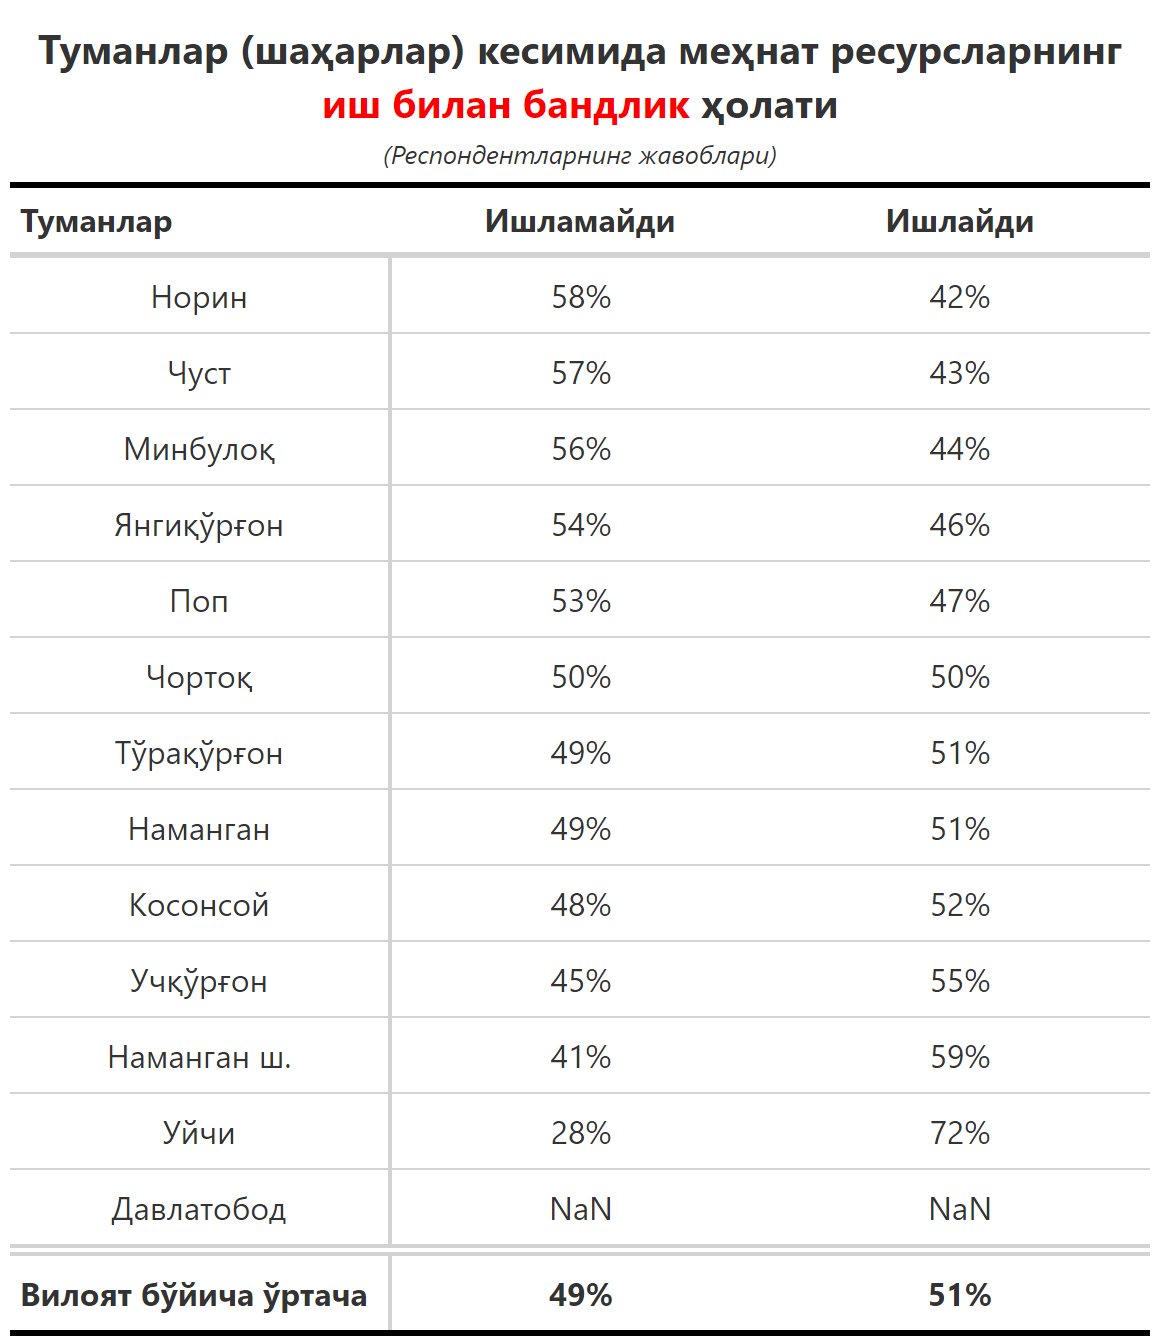 Туманлар (шаҳарлар) кесимида меҳнат ресурсларнинг
иш билан бандлик ҳолати
(Респондентларнинг жавоблари)
Туманлар Ишламайди Ишлайди
Норин 58% 42%
Чуст 57% 43%
Минбулоқ 56% 44%
Янгиқўрғон 54% 46%
Поп 53% 47%
Чортоқ 50% 50%
Тўрақўрғон 49% 51%
Наманган 49% 51%
Косонсой 48% 52%
Учқўрғон 45% 55%
Наманган ш. 41% 59%
Уйчи 28% 72%
Давлатобод NaN NaN
Вилоят бўйича ўртача 49% 51%